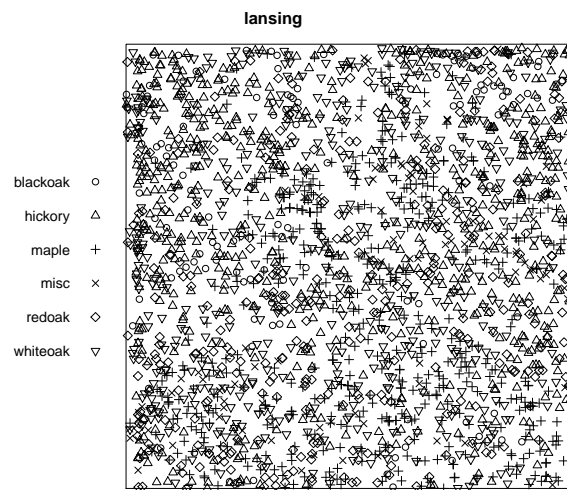 lansing
blackoak
hickory
maple
misc
redoak
whiteoak